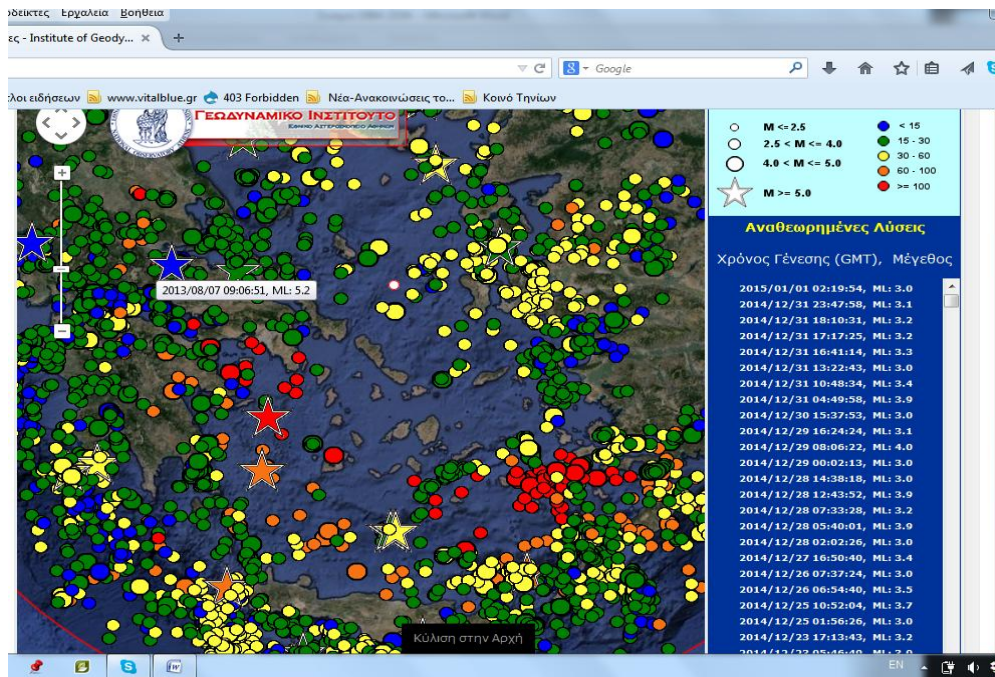 οδείκτες Εργαλεία Βοήθεια
ες - Institute of Geody... × +
Google
λοι ειδήσεων www.vitalblue.gr 403 Forbidden Νέα-Ανακοινώσεις το... Κοινό Τηνίων
ΓΕΩΔΥΝΑΜΙΚΟ ΙΝΣΤΙΤΟΥΤΟ
ΕΘΝΙΚΟ ΑΣΤΕΡΟΣΚΟΠΕΙΟ ΑΘΗΝΩΝ
2013/08/07 09:06:51, ML: 5.2
Κύλιση στην Αρχή
M <= 2.5 < 15
2.5 < M <= 4.0 15 - 30
4.0 < M <= 5.0 30 - 60
60 - 100
M >= 5.0 >= 100
Αναθεωρημένες Λύσεις
Χρόνος Γένεσης (GMT), Μέγεθος
2015/01/01 02:19:54, ML: 3.0
2014/12/31 23:47:58, ML: 3.1
2014/12/31 18:10:31, ML: 3.2
2014/12/31 17:17:25, ML: 3.2
2014/12/31 16:41:14, ML: 3.3
2014/12/31 13:22:43, ML: 3.0
2014/12/31 10:48:34, ML: 3.4
2014/12/31 04:49:58, ML: 3.9
2014/12/30 15:37:53, ML: 3.0
2014/12/29 16:24:24, ML: 3.1
2014/12/29 08:06:22, ML: 4.0
2014/12/29 00:02:13, ML: 3.0
2014/12/28 14:38:18, ML: 3.0
2014/12/28 12:43:52, ML: 3.9
2014/12/28 07:33:28, ML: 3.2
2014/12/28 05:40:01, ML: 3.9
2014/12/28 02:02:26, ML: 3.0
2014/12/27 16:50:40, ML: 3.4
2014/12/26 07:37:24, ML: 3.0
2014/12/26 06:54:40, ML: 3.5
2014/12/25 10:52:04, ML: 3.7
2014/12/25 01:56:26, ML: 3.0
2014/12/23 17:13:43, ML: 3.2
EN